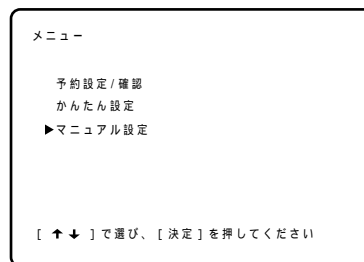 メニュー
予約設定/確認
かんたん設定
▶マニュアル設定
[ ↑↓ ]で選び、[決定]を押してください